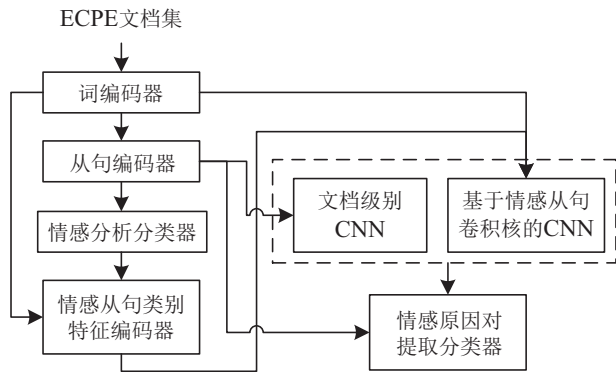 ECPE文档集
词编码器
从句编码器
情感分析分类器
情感从句类别
特征编码器
文档级别
CNN
基于情感从句
卷积核的CNN
情感原因对
提取分类器